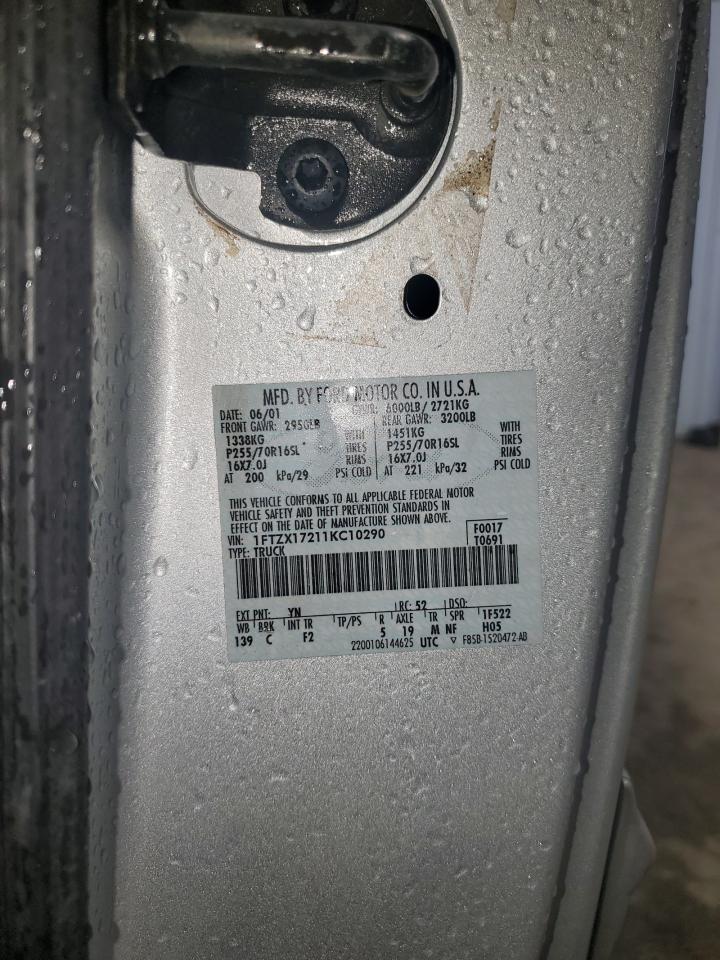 MFD. BY FORD MOTOR CO. IN U.S.A.
DATE: 06/01 GVWR: 6000LB/2721KG
FRONT GAWR: 2950LB REAR GAWR: 3200LB
1338KG WITH 1451KG WITH
P255/70R16SL TIRES P255/70R16SL TIRES
16X7.0J RIMS 16X7.0J RIMS
AT 200 kPa/29 PSI COLD AT 221 kPa/32 PSI COLD
THIS VEHICLE CONFORMS TO ALL APPLICABLE FEDERAL MOTOR
VEHICLE SAFETY AND THEFT PREVENTION STANDARDS IN
EFFECT ON THE DATE OF MANUFACTURE SHOWN ABOVE.
VIN: 1FTZX17211KC10290 F0017
TYPE: TRUCK T0691
EXT PNT: YN RC: 52 DSO:
WB BRK INT TR TP/PS R AXLE TR SPR 1F522
139 C F2 5 19 M NF H05
2200106144625 UTC ▽ F85B-1520472-AB